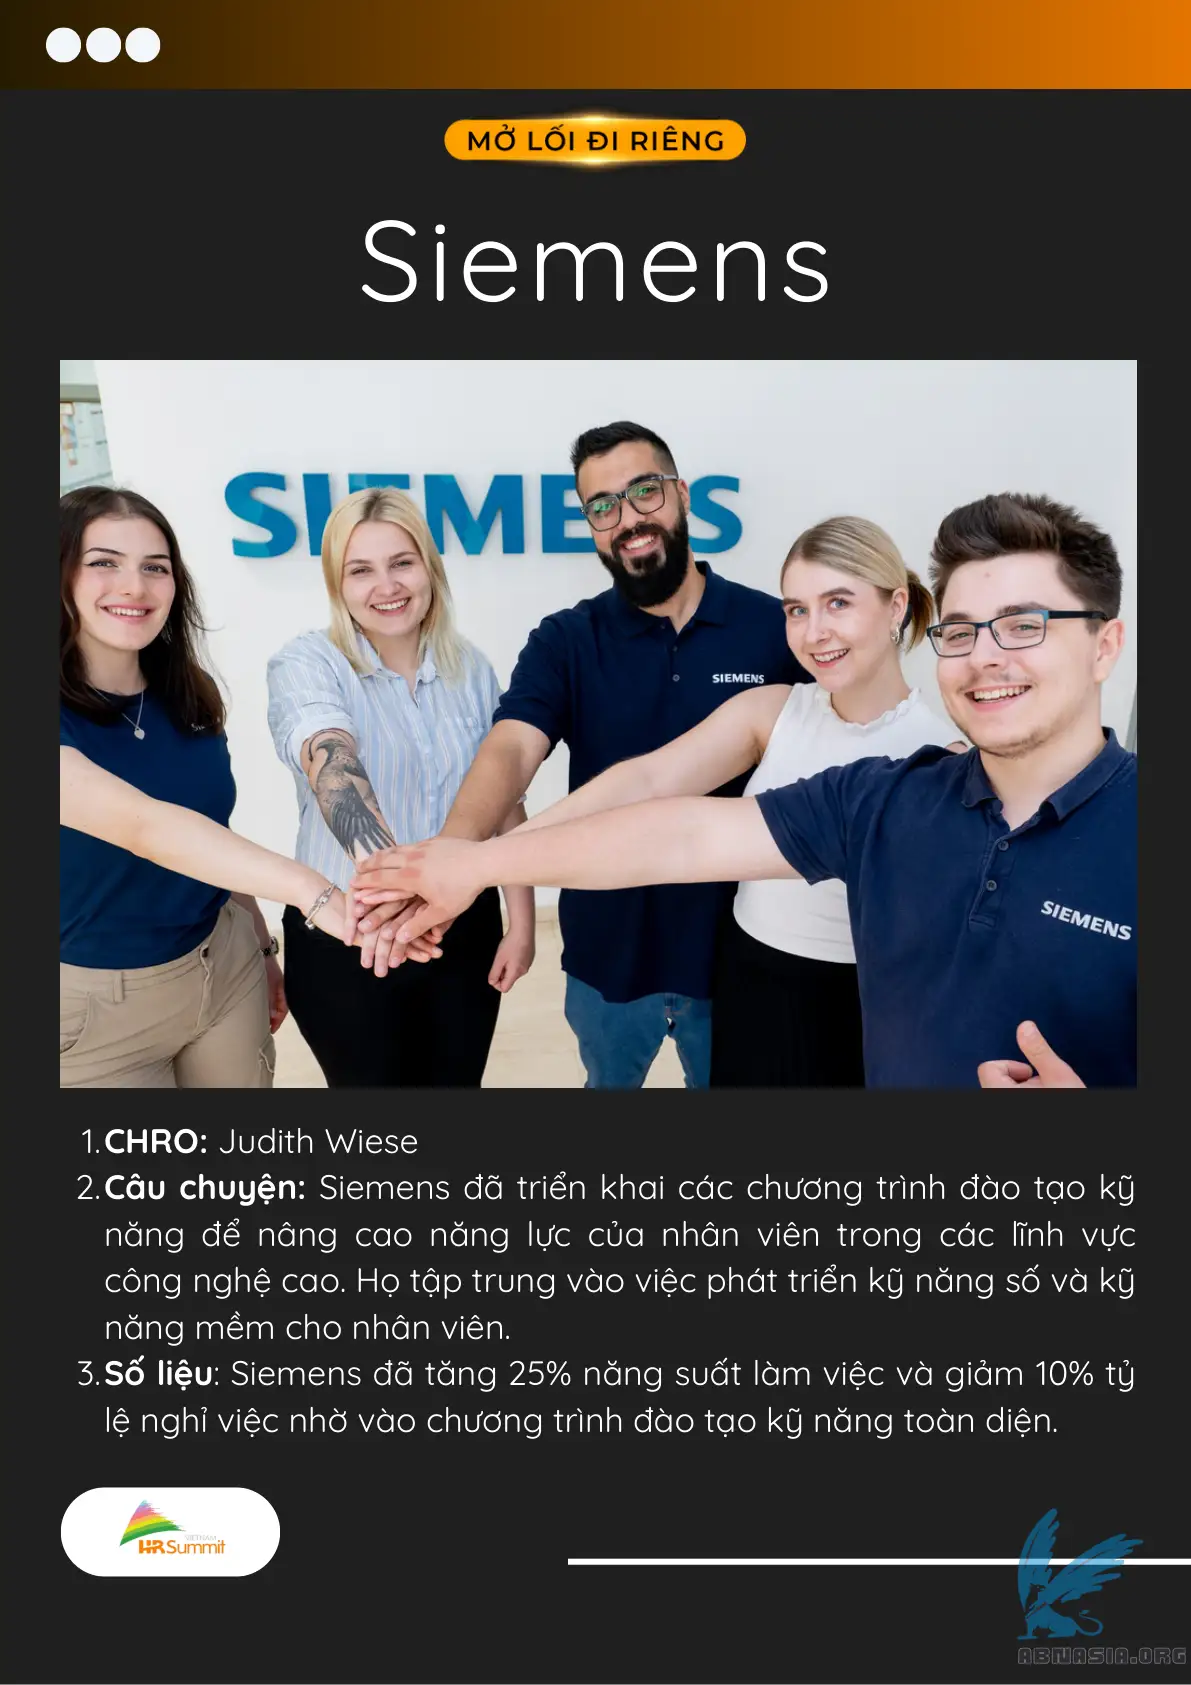 MỞ LỐI ĐI RIÊNG
Siemens
SIEMENS
SIEMENS
SIEMENS
1. CHRO: Judith Wiese
2. Câu chuyện: Siemens đã triển khai các chương trình đào tạo kỹ
năng để nâng cao năng lực của nhân viên trong các lĩnh vực
công nghệ cao. Họ tập trung vào việc phát triển kỹ năng số và kỹ
năng mềm cho nhân viên.
3. Số liệu: Siemens đã tăng 25% năng suất làm việc và giảm 10% tỷ
lệ nghỉ việc nhờ vào chương trình đào tạo kỹ năng toàn diện.
VIETNAM
HRSummit
ABNASIA.ORG